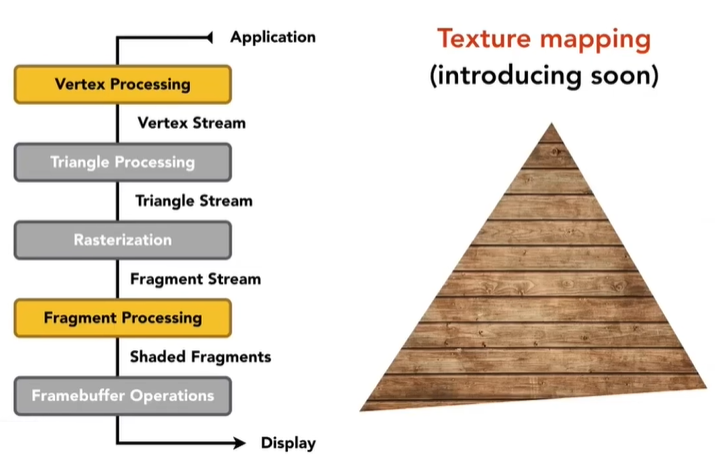 Application
Vertex Processing
Vertex Stream
Triangle Processing
Triangle Stream
Rasterization
Fragment Stream
Fragment Processing
Shaded Fragments
Framebuffer Operations
Display
Texture mapping
(introducing soon)